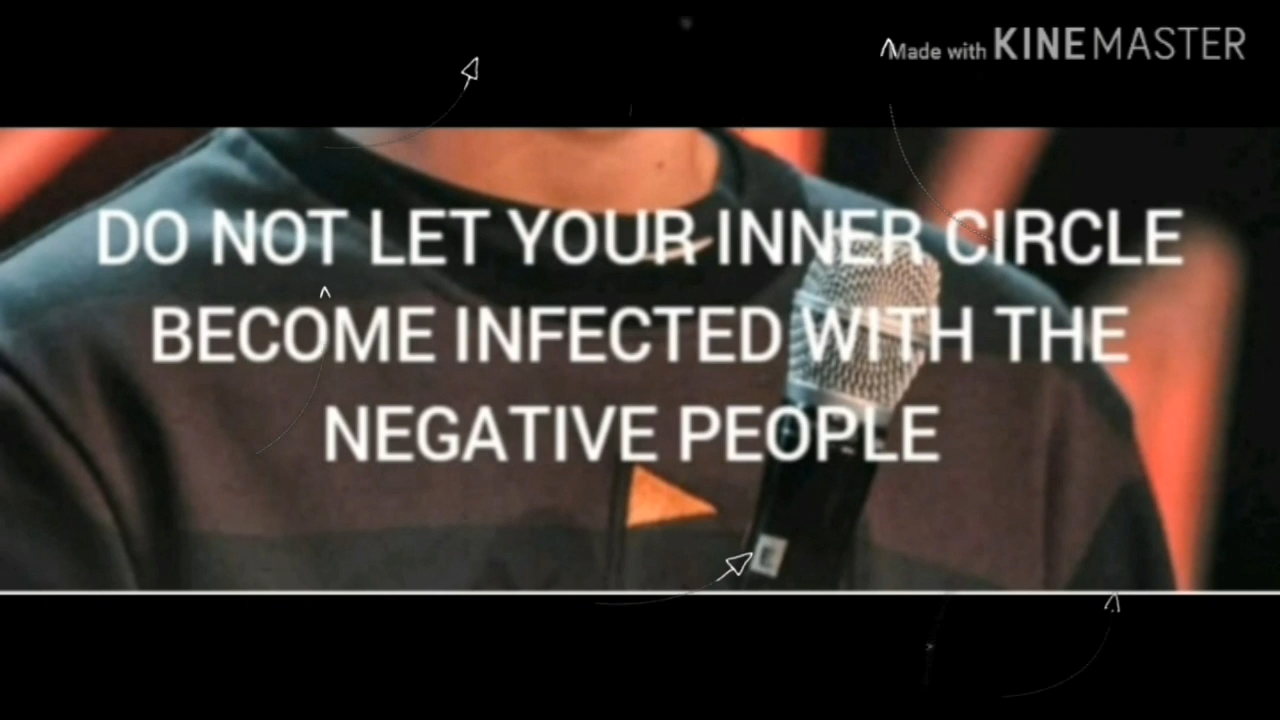 Made with KINEMASTER
DO NOT LET YOUR INNER CIRCLE
BECOME INFECTED WITH THE
NEGATIVE PEOPLE